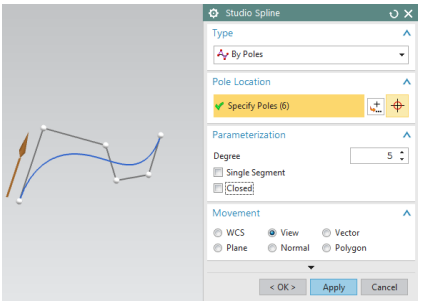 Studio Spline
Type
By Poles
Pole Location
Specify Poles (6)
Parameterization
Degree 5
Single Segment
Closed
Movement
WCS View Vector
Plane Normal Polygon
< OK > Apply Cancel